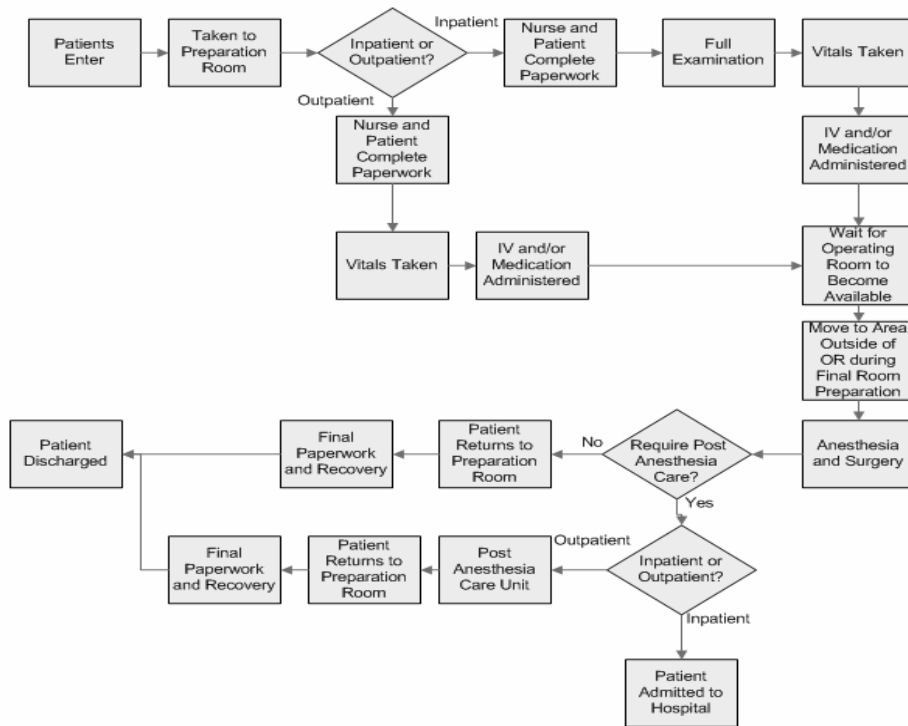 Patients
Enter
Taken to
Preparation
Room
Inpatient or
Outpatient?
Inpatient
Nurse and
Patient
Complete
Paperwork
Full
Examination
Vitals Taken
Outpatient
Nurse and
Patient
Complete
Paperwork
IV and/or
Medication
Administered
Vitals Taken
IV and/or
Medication
Administered
Wait for
Operating
Room to
Become
Available
Move to Area
Outside of
OR during
Final Room
Preparation
Patient
Discharged
Final
Paperwork
and Recovery
Patient
Returns to
Preparation
Room
No
Require Post
Anesthesia
Care?
Anesthesia
and Surgery
Yes
Final
Paperwork
and Recovery
Patient
Returns to
Preparation
Room
Post
Anesthesia
Care Unit
Outpatient
Inpatient or
Outpatient?
Inpatient
Patient
Admitted to
Hospital